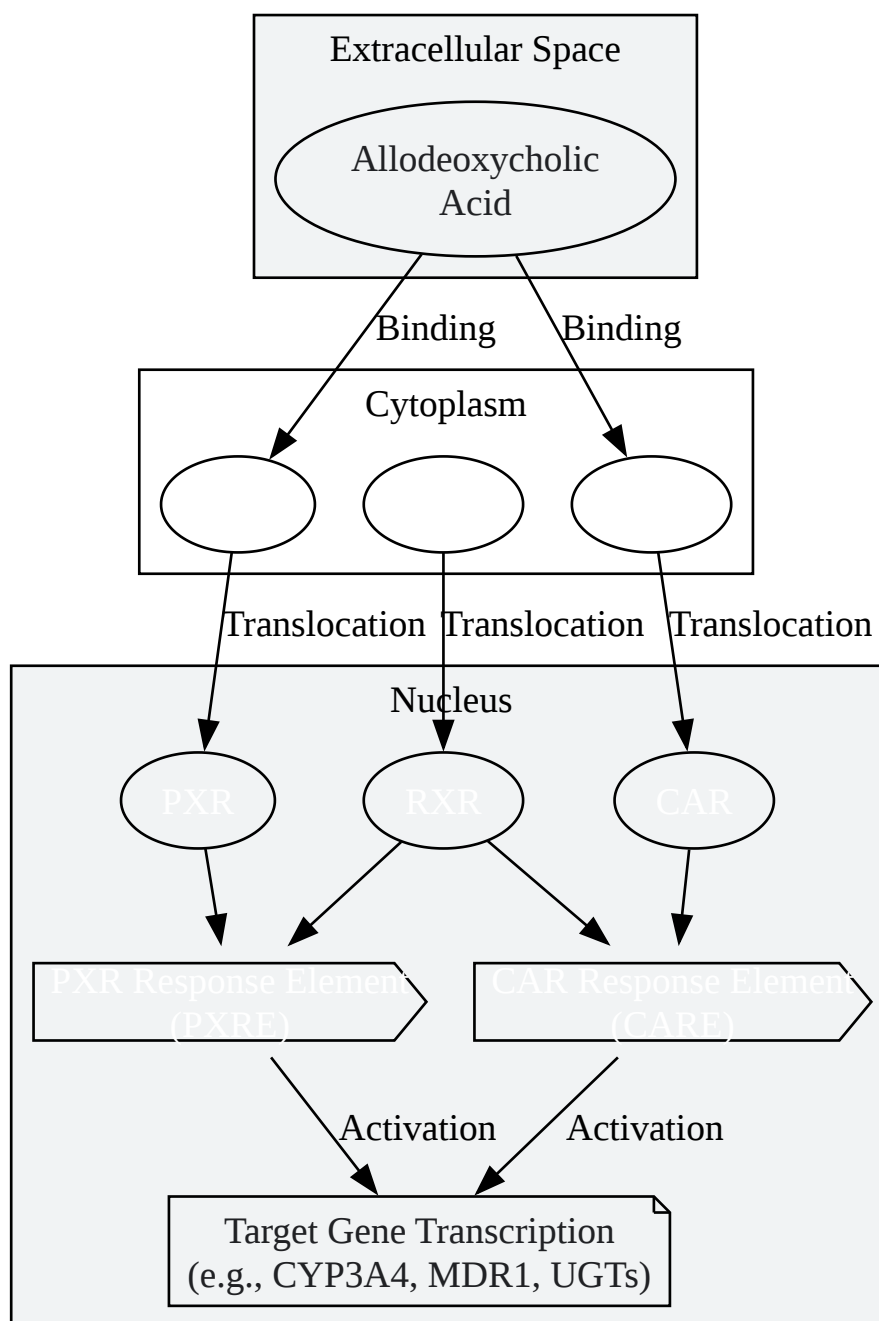 Extracellular Space
Allodeoxycholic
Acid
Binding
Binding
Cytoplasm
Translocation
Translocation
Translocation
Nucleus
PXR
RXR
CAR
PXR Response Element
(PXRE)
CAR Response Element
(CARE)
Activation
Activation
Target Gene Transcription
(e.g., CYP3A4, MDR1, UGTs)